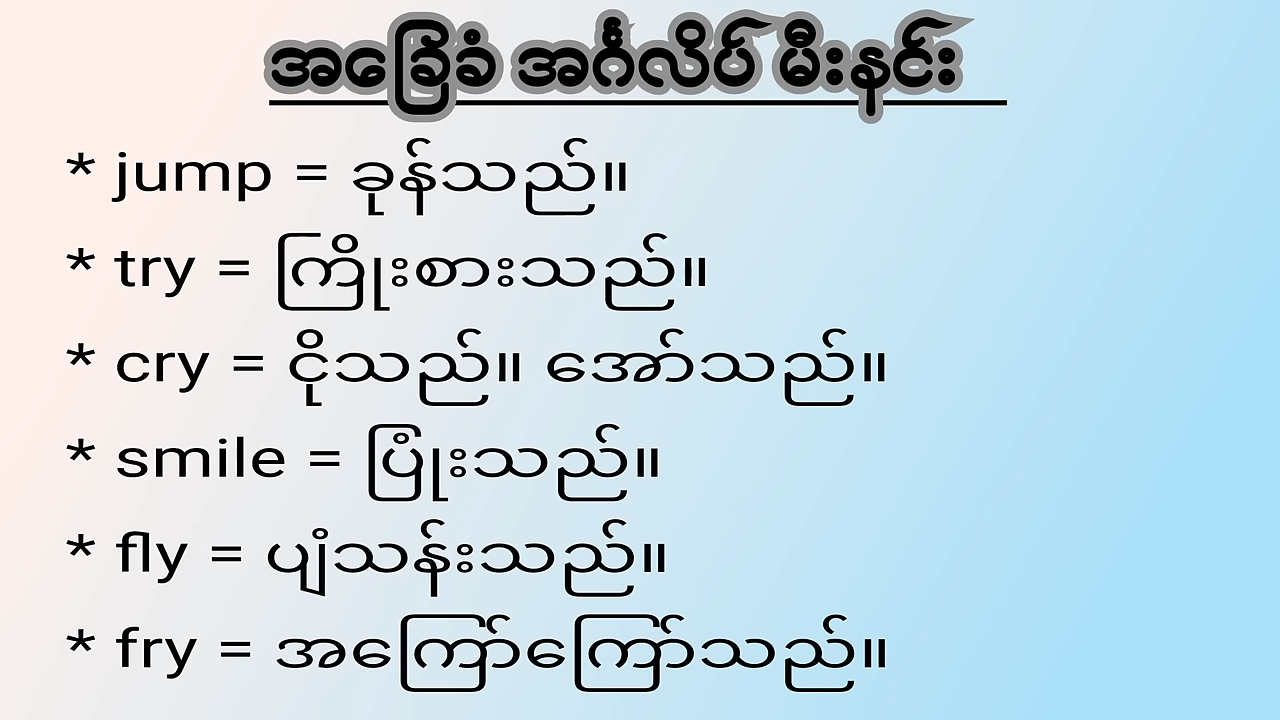 အခြေခံ အင်္ဂလိပ် မီးနင်း
* jump = ခုန်သည်။
* try = ကြိုးစားသည်။
* cry = ငိုသည်။ အော်သည်။
* smile = ပြုံးသည်။
* fly = ပျံသန်းသည်။
* fry = အကြော်ကြော်သည်။